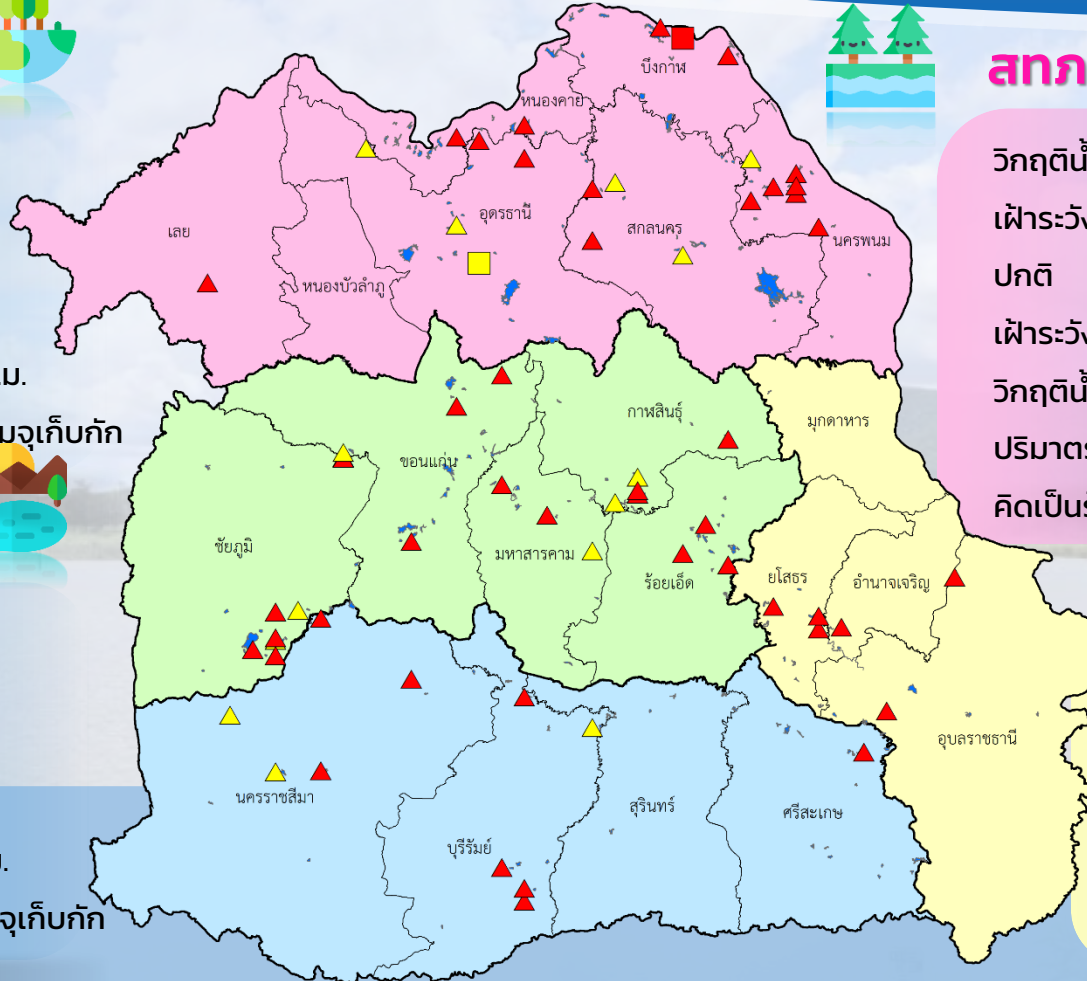 สทภ
วิกฤติน้ำ
เฝ้าระวัง
ปกติ
เฝ้าระวัง
วิกฤติน้ำ
ปริมาตร
คิดเป็นร
ม.
มจุเก็บกัก
จุเก็บกัก
บึงกาฬ
หนองคาย
เลย
อุดรธานี
สกลนคร
นครพนม
หนองบัวลำภู
กาฬสินธุ์
มุกดาหาร
ขอนแก่น
ชัยภูมิ
มหาสารคาม
ร้อยเอ็ด
ยโสธร
อำนาจเจริญ
อุบลราชธานี
นครราชสีมา
สุรินทร์
ศรีสะเกษ
บุรีรัมย์